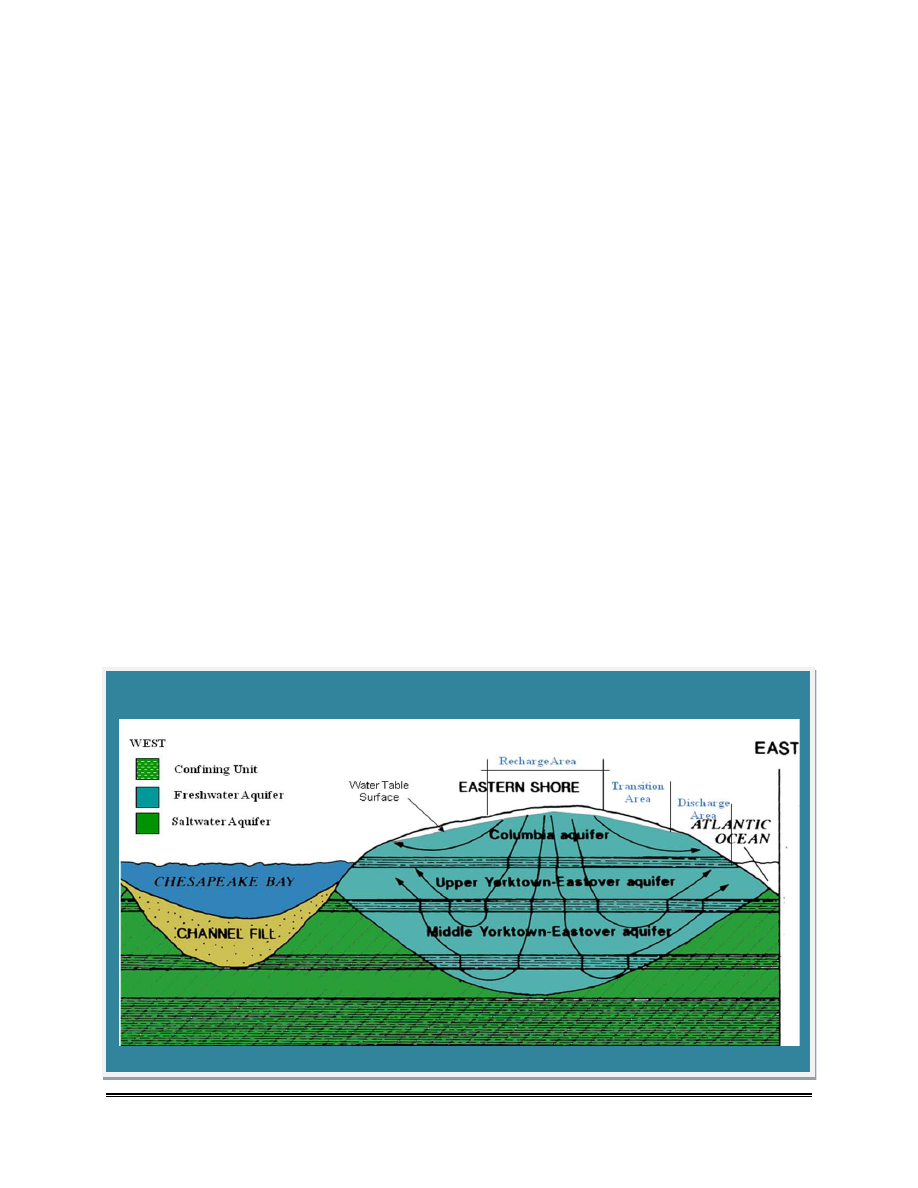 WEST
EAST
Confining Unit
Freshwater Aquifer
Saltwater Aquifer
Water Table
Surface
Recharge Area
EASTERN SHORE
Transition
Area
Discharge
Area
ATLANTIC
OCEAN
Columbia aquifer
CHESAPEAKE BAY
Upper Yorktown-Eastover aquifer
CHANNEL FILL
Middle Yorktown-Eastover aquifer